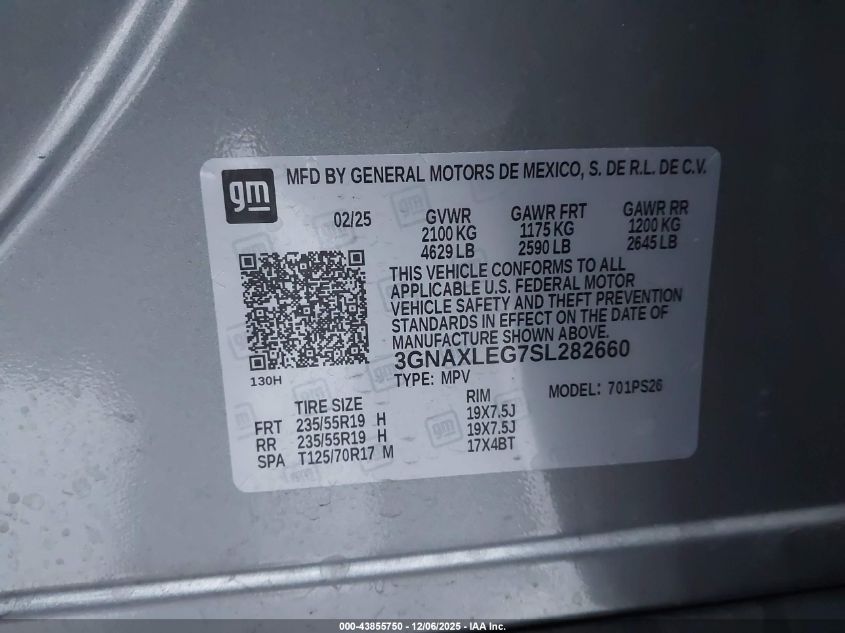 gm
MFD BY GENERAL MOTORS DE MEXICO, S. DE R.L. DE C.V.
02/25 GVWR GAWR FRT GAWR RR
2100 KG 1175 KG 1200 KG
4629 LB 2590 LB 2645 LB
THIS VEHICLE CONFORMS TO ALL
APPLICABLE U.S. FEDERAL MOTOR
VEHICLE SAFETY AND THEFT PREVENTION
STANDARDS IN EFFECT ON THE DATE OF
MANUFACTURE SHOWN ABOVE.
3GNAXLEG7SL282660
130H
TYPE: MPV MODEL: 701PS26
TIRE SIZE RIM
FRT 235/55R19 H 19X7.5J
RR 235/55R19 H 19X7.5J
SPA T125/70R17 M 17X4BT
000-43855750 - 12/06/2025 - IAA Inc.